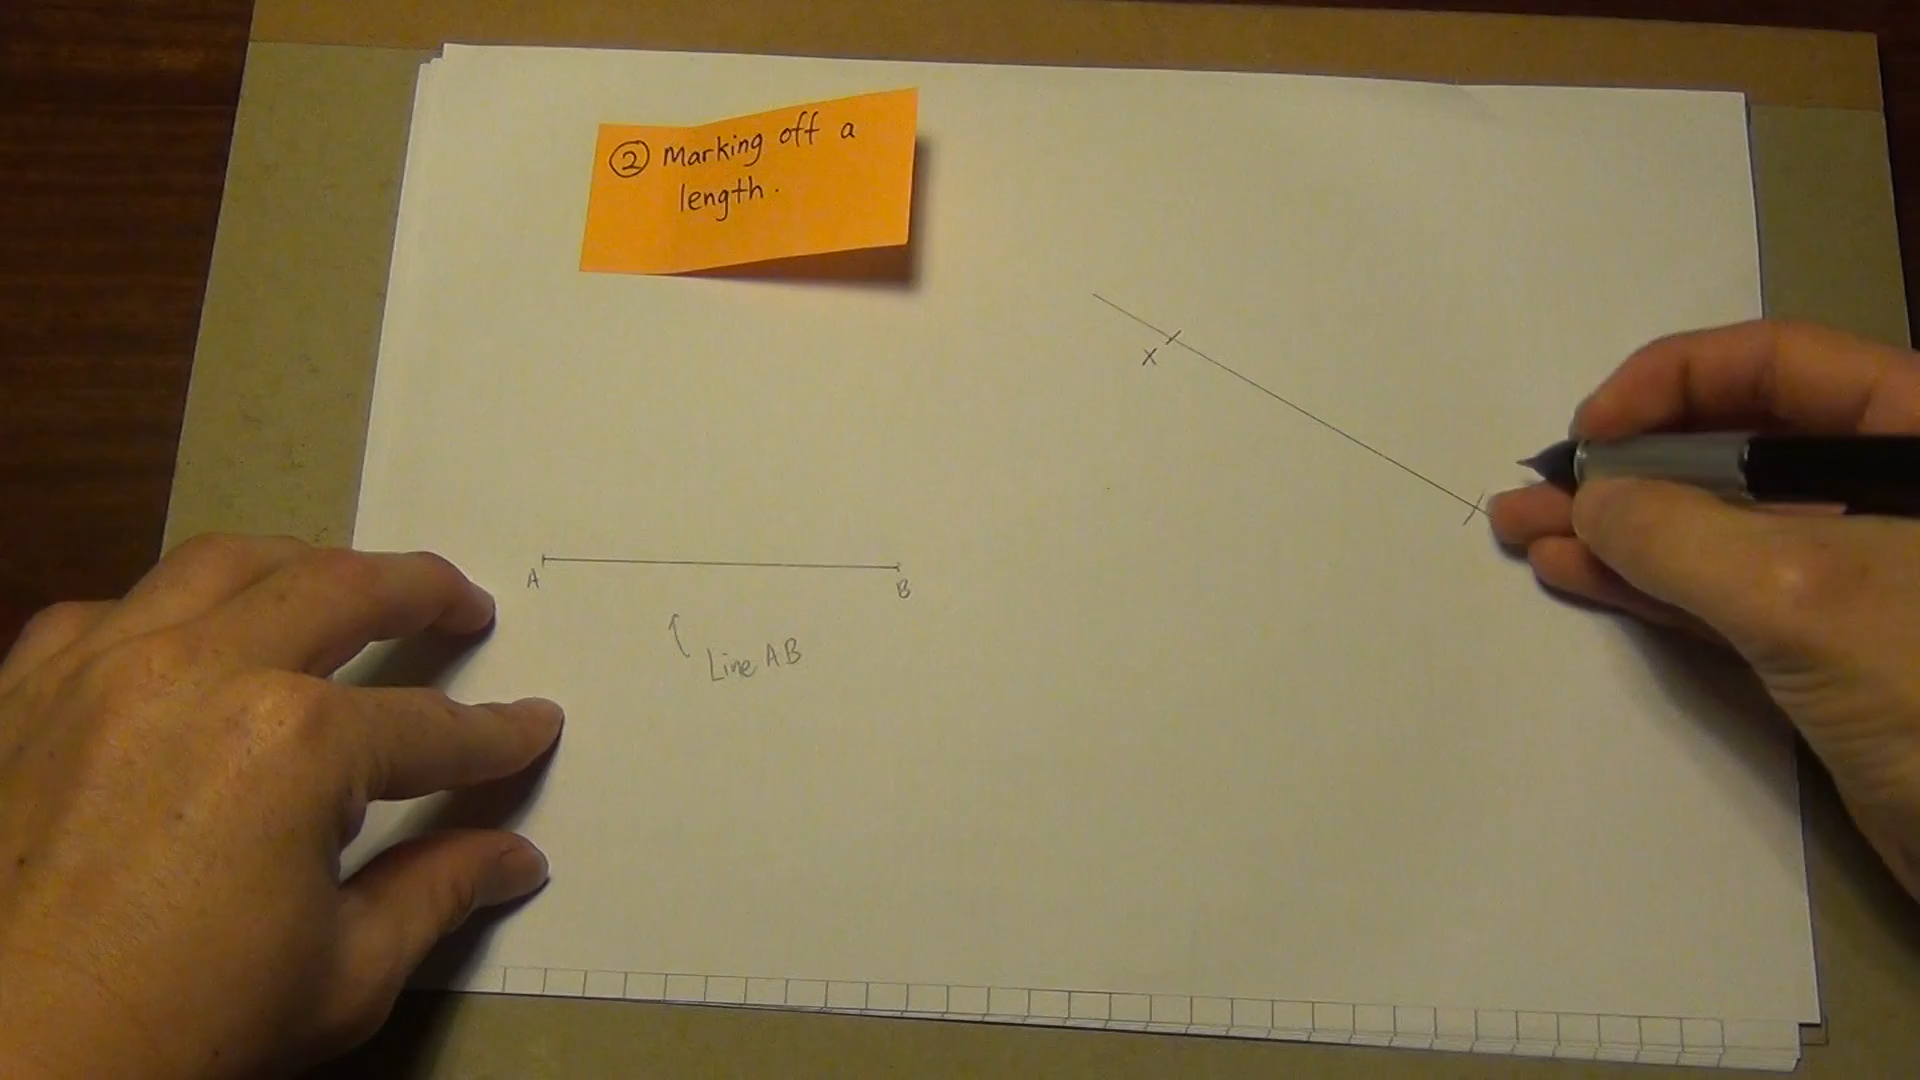 ② Marking off a
length.
X
A
B
Line AB